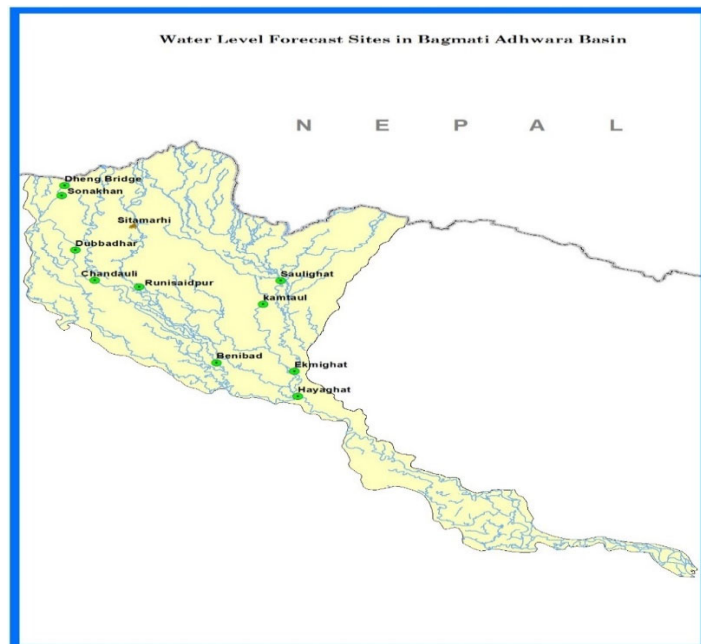 Water Level Forecast Sites in Bagmati Adhwara Basin
N E P A L
Dheng Bridge
Sonakhan
Sitamarhi
Dubbadhar
Chandauli
Saulighat
Runisaidpur
kamtaul
Benibad
Ekmighat
Hayaghat